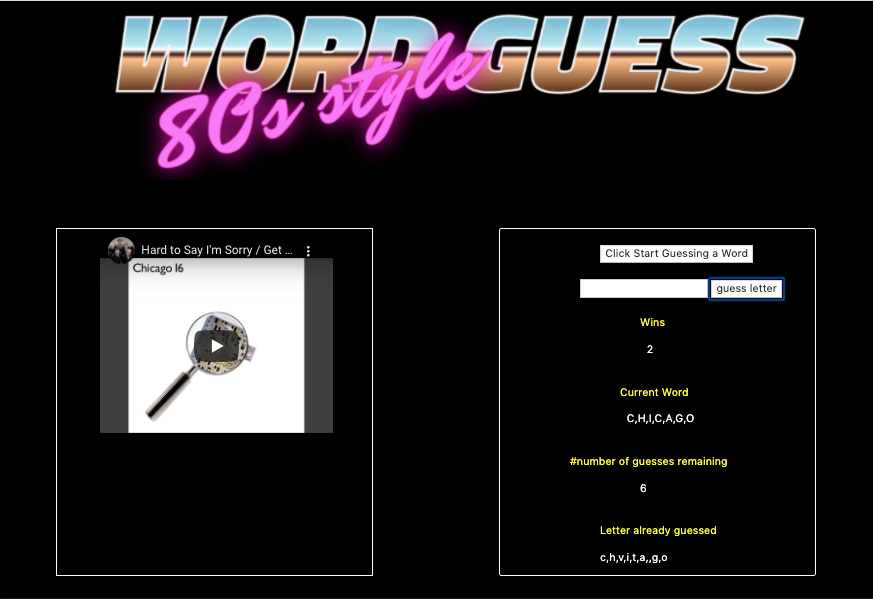 WORD GUESS
80s style
Hard to Say I'm Sorry / Get ...
Chicago 16
Click Start Guessing a Word
guess letter
Wins
2
Current Word
C,H,I,C,A,G,O
#number of guesses remaining
6
Letter already guessed
c,h,v,i,t,a,,g,o